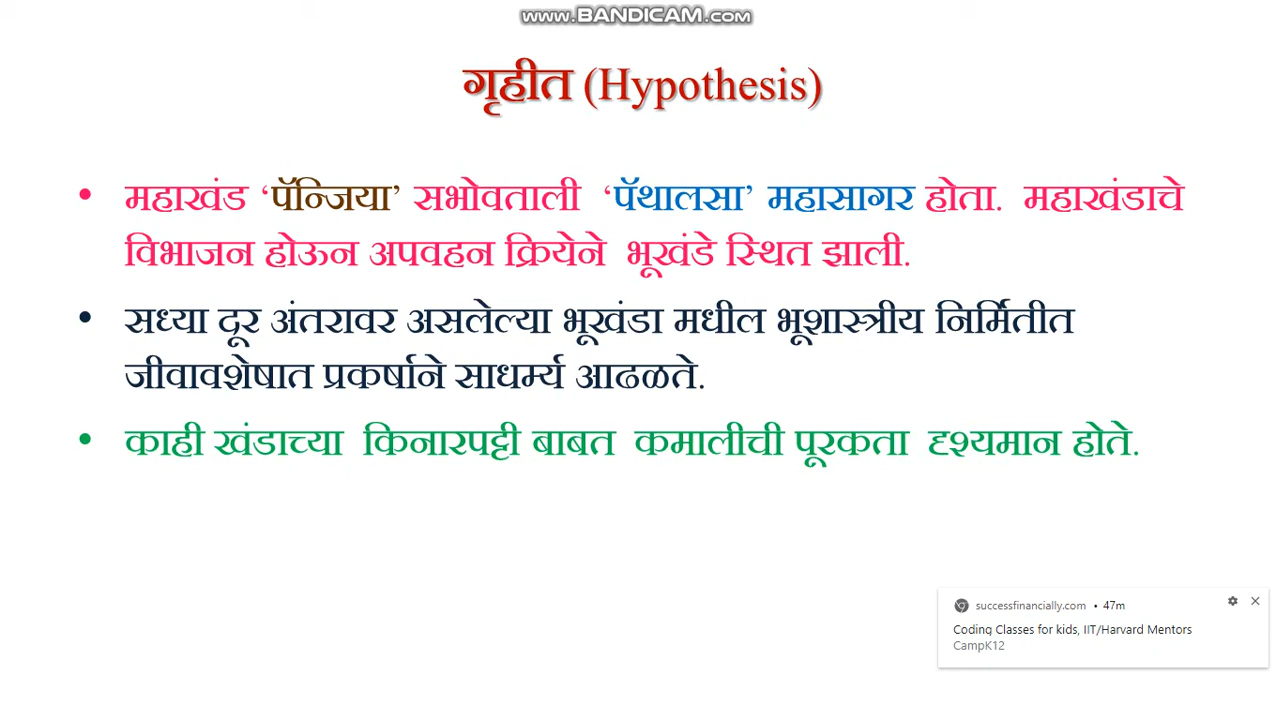 www.BANDICAM.com
गृहीत (Hypothesis)
• महाखंड ‘पॅन्जिया’ सभोवताली ‘पॅथालसा’ महासागर होता. महाखंडाचे
विभाजन होऊन अपवहन क्रियेने भूखंडे स्थित झाली.
• सध्या दूर अंतरावर असलेल्या भूखंडा मधील भूशास्त्रीय निर्मितीत
जीवावशेषात प्रकर्षाने साधर्म्य आढळते.
• काही खंडाच्या किनारपट्टी बाबत कमालीची पूरकता दृश्यमान होते.
successfinancially.com • 47m
Coding Classes for kids, IIT/Harvard Mentors
CampK12